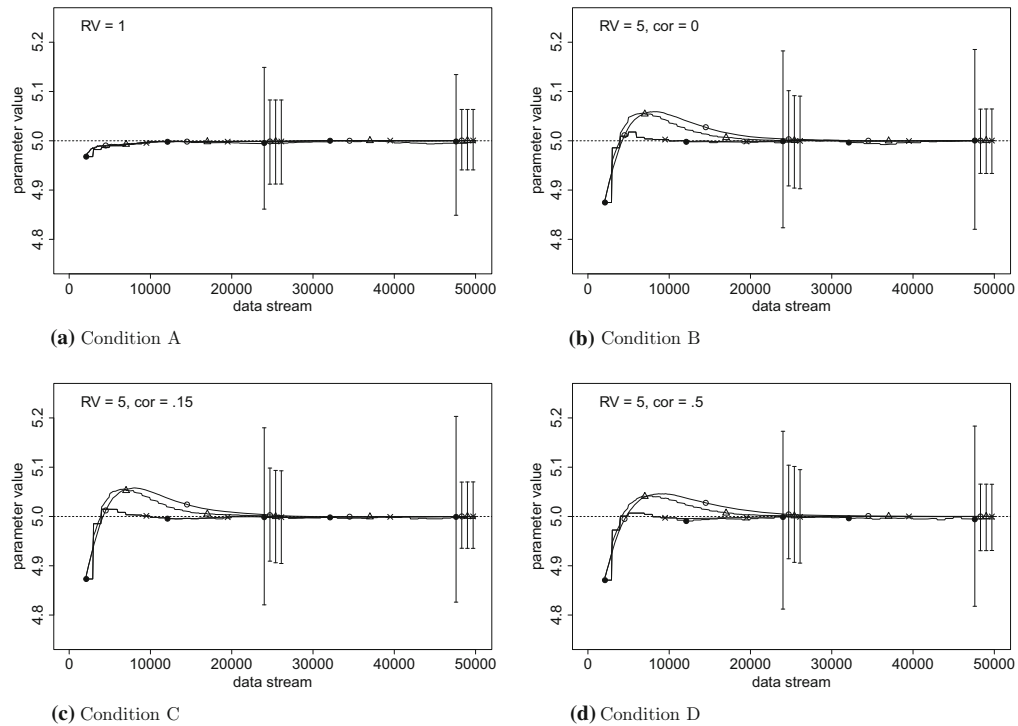 RV = 1
parameter value
4.8 4.9 5.0 5.1 5.2
0 10000 20000 30000 40000 50000
data stream
(a) Condition A
RV = 5, cor = 0
parameter value
4.8 4.9 5.0 5.1 5.2
0 10000 20000 30000 40000 50000
data stream
(b) Condition B
RV = 5, cor = .15
parameter value
4.8 4.9 5.0 5.1 5.2
0 10000 20000 30000 40000 50000
data stream
(c) Condition C
RV = 5, cor = .5
parameter value
4.8 4.9 5.0 5.1 5.2
0 10000 20000 30000 40000 50000
data stream
(d) Condition D